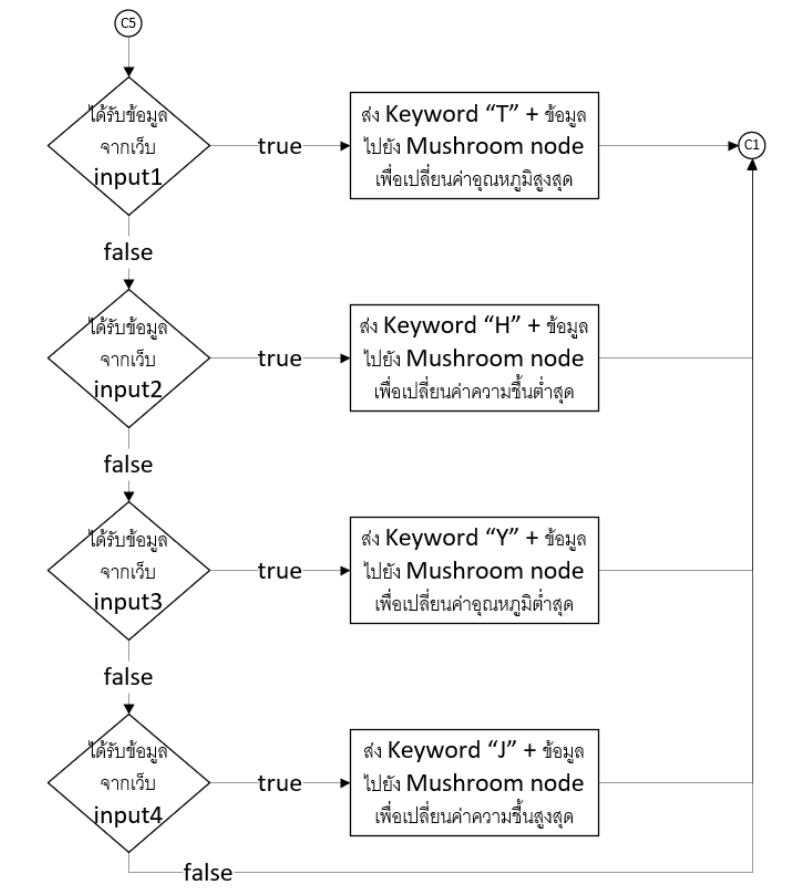 C5
ได้รับข้อมูล
จากเว็บ
input1
true
ส่ง Keyword “T” + ข้อมูล
ไปยัง Mushroom node
เพื่อเปลี่ยนค่าอุณหภูมิสูงสุด
C1
false
ได้รับข้อมูล
จากเว็บ
input2
true
ส่ง Keyword “H” + ข้อมูล
ไปยัง Mushroom node
เพื่อเปลี่ยนค่าความชื้นต่ำสุด
false
ได้รับข้อมูล
จากเว็บ
input3
true
ส่ง Keyword “Y” + ข้อมูล
ไปยัง Mushroom node
เพื่อเปลี่ยนค่าอุณหภูมิต่ำสุด
false
ได้รับข้อมูล
จากเว็บ
input4
true
ส่ง Keyword “J” + ข้อมูล
ไปยัง Mushroom node
เพื่อเปลี่ยนค่าความชื้นสูงสุด
false